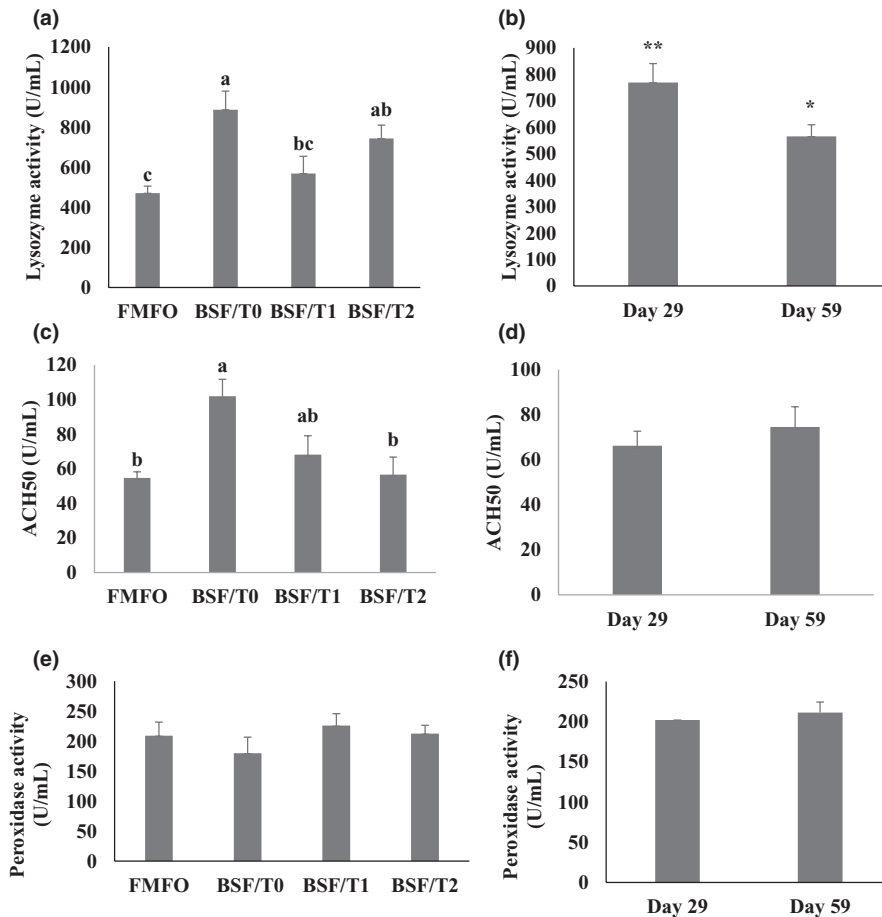 (a)
Lysozyme activity (U/mL)
1200
1000
800
600
400
200
0
c
a
bc
ab
FMFO BSF/T0 BSF/T1 BSF/T2
(b)
Lysozyme activity (U/mL)
900
800
700
600
500
400
300
200
100
0
**
*
Day 29 Day 59
(c)
ACH50 (U/mL)
120
100
80
60
40
20
0
b
a
ab
b
FMFO BSF/T0 BSF/T1 BSF/T2
(d)
ACH50 (U/mL)
100
80
60
40
20
0
Day 29 Day 59
(e)
Peroxidase activity
(U/mL)
300
250
200
150
100
50
0
FMFO BSF/T0 BSF/T1 BSF/T2
(f)
Peroxidase activity
(U/mL)
250
200
150
100
50
0
Day 29 Day 59